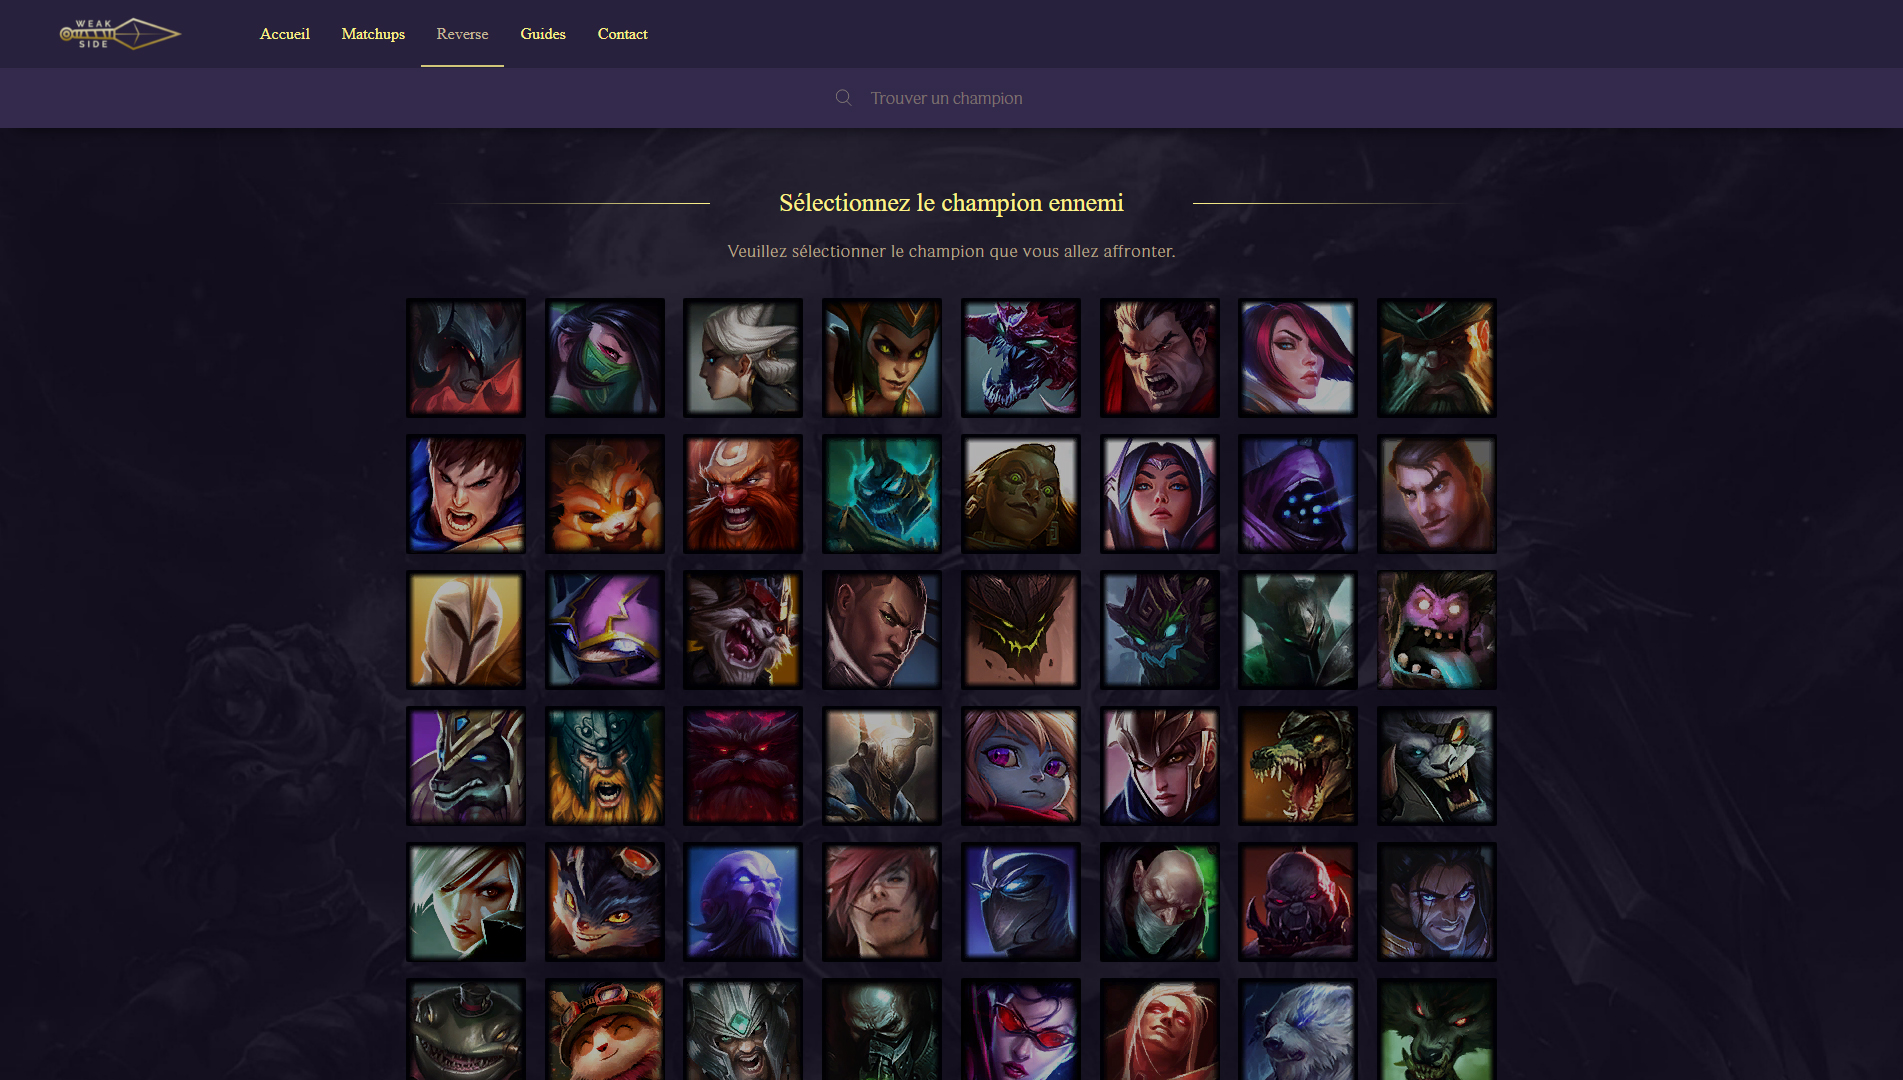 WEAK
SIDE
Accueil
Matchups
Reverse
Guides
Contact
Trouver un champion
Sélectionnez le champion ennemi
Veuillez sélectionner le champion que vous allez affronter.